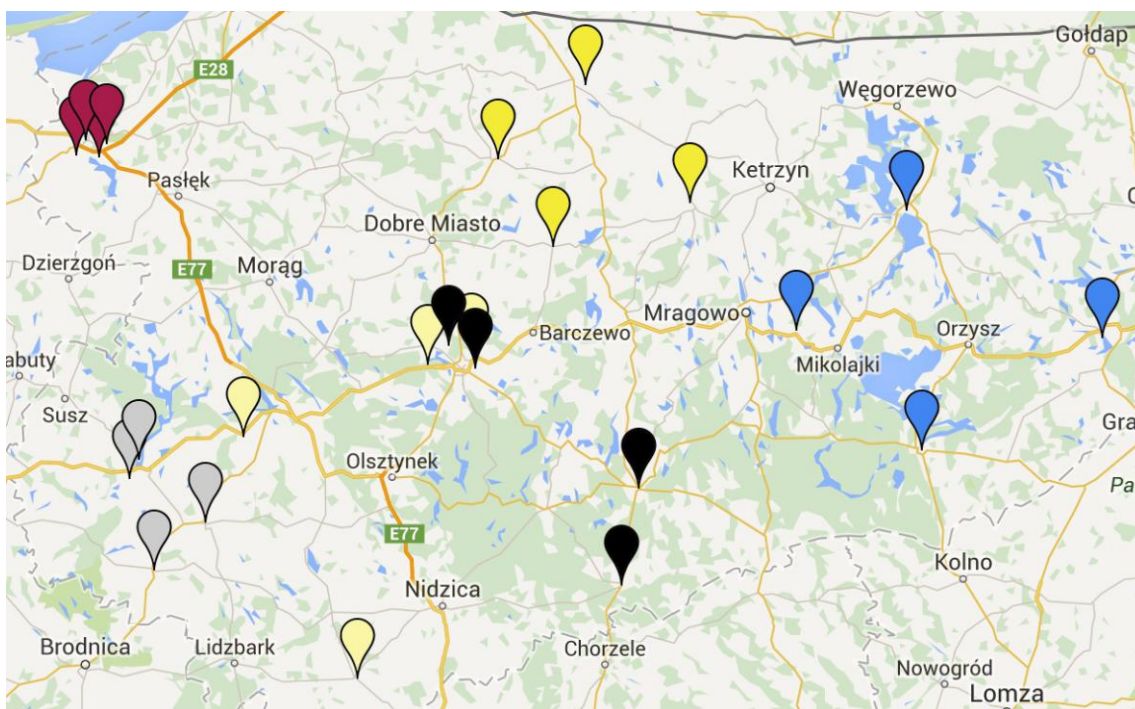 Gołdap
E28
Węgorzewo
Pasłęk
Ketrzyn
Dobre Miasto
Dzierzgoń
E77
Morąg
Mragowo
Barczewo
Orzysz
Mikolajki
abuty
Susz
Gra
Olsztynek
Pa
E77
Kolno
Nidzica
Brodnica
Lidzbark
Chorzele
Nowogród
Lomza